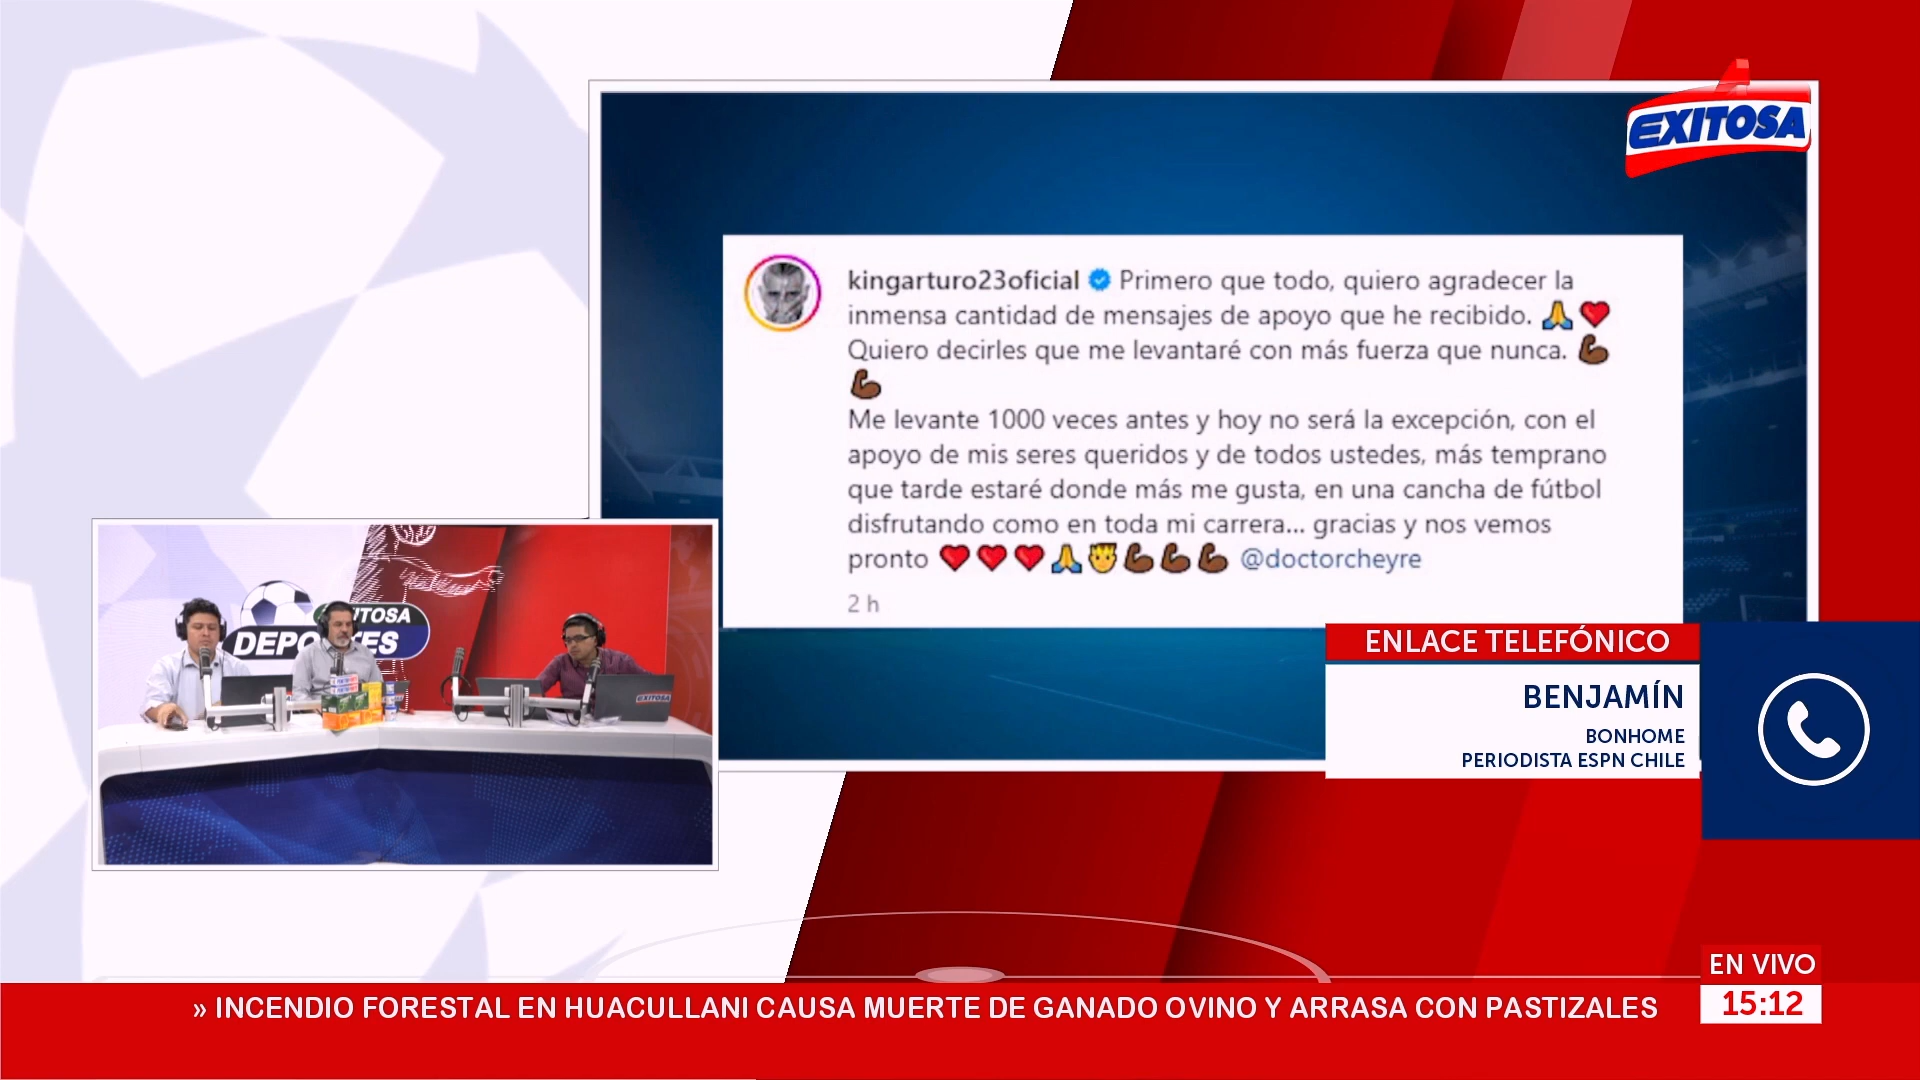 EXITOSA
kingarturo23oficial Primero que todo, quiero agradecer la
inmensa cantidad de mensajes de apoyo que he recibido. 🙏❤️
Quiero decirles que me levantaré con más fuerza que nunca. 💪🏿
💪🏿
Me levante 1000 veces antes y hoy no será la excepción, con el
apoyo de mis seres queridos y de todos ustedes, más temprano
que tarde estaré donde más me gusta, en una cancha de fútbol
disfrutando como en toda mi carrera... gracias y nos vemos
pronto ❤️❤️❤️🙏🤴💪🏿💪🏿💪🏿 @doctorcheyre
2 h
DEPO ES
EXITOSA
ENLACE TELEFÓNICO
BENJAMÍN
BONHOME
PERIODISTA ESPN CHILE
EN VIVO
15:12
» INCENDIO FORESTAL EN HUACULLANI CAUSA MUERTE DE GANADO OVINO Y ARRASA CON PASTIZALES